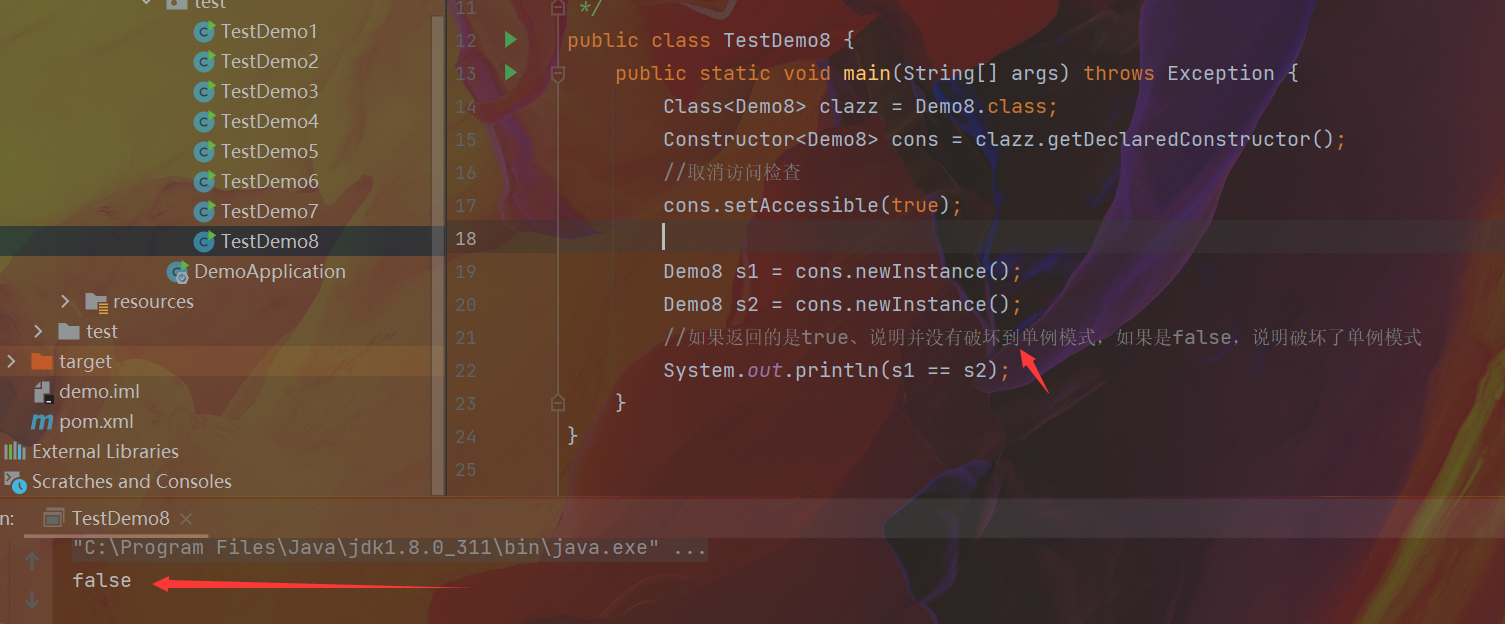 test
TestDemo1
TestDemo2
TestDemo3
TestDemo4
TestDemo5
TestDemo6
TestDemo7
TestDemo8
DemoApplication
resources
test
target
demo.iml
pom.xml
External Libraries
Scratches and Consoles
11 */
12 public class TestDemo8 {
13 public static void main(String[] args) throws Exception {
14 Class<Demo8> clazz = Demo8.class;
15 Constructor<Demo8> cons = clazz.getDeclaredConstructor();
16 //取消访问检查
17 cons.setAccessible(true);
18
19 Demo8 s1 = cons.newInstance();
20 Demo8 s2 = cons.newInstance();
21 //如果返回的是true、说明并没有破坏到单例模式，如果是false，说明破坏了单例模式
22 System.out.println(s1 == s2);
23 }
24 }
25
n: TestDemo8
"C:\Program Files\Java\jdk1.8.0_311\bin\java.exe" ...
false